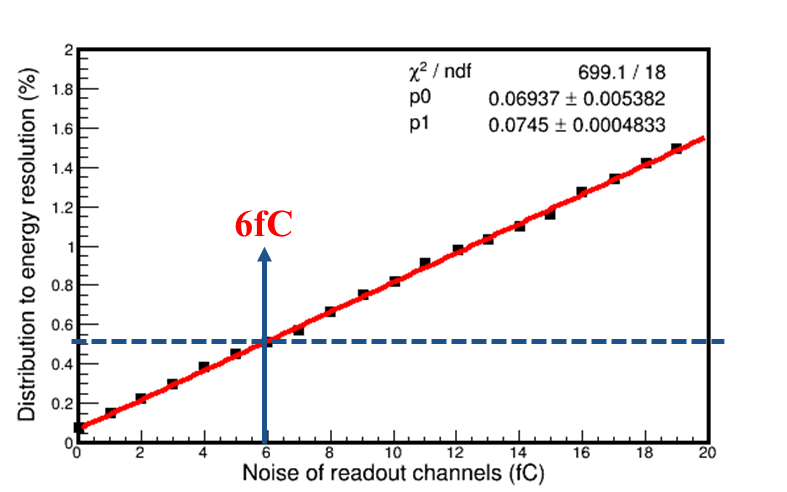 χ² / ndf 699.1 / 18
p0 0.06937 ± 0.005382
p1 0.0745 ± 0.0004833
6fC
Distribution to energy resolution (%)
2
1.8
1.6
1.4
1.2
1
0.8
0.6
0.4
0.2
0
0 2 4 6 8 10 12 14 16 18 20
Noise of readout channels (fC)